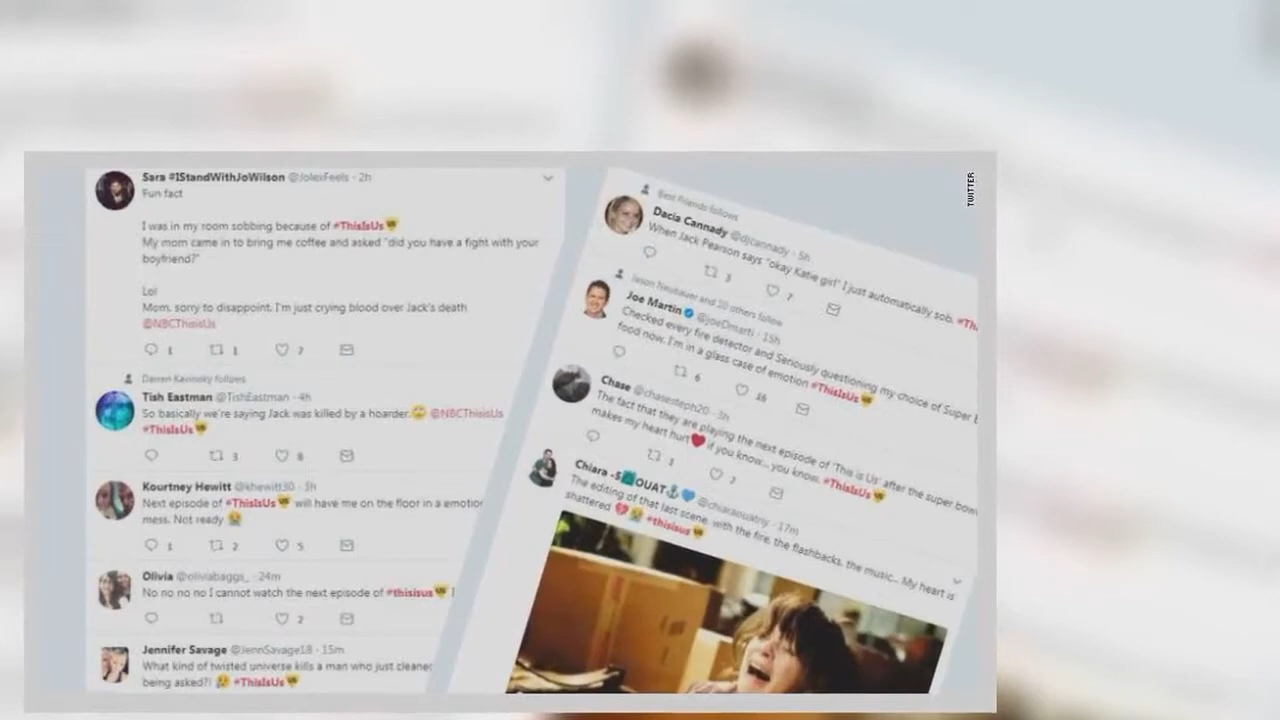 Sara #IStandWithJoWilson @JolexFeels · 2h
Fun fact
I was in my room sobbing because of #ThisIsUs
My mom came in to bring me coffee and asked "did you have a fight with your
boyfriend?"
Lol
Mom, sorry to disappoint. I'm just crying blood over Jack's death
@NBCThisisUs
1 1 7
Darren Kavinoky follows
Tish Eastman @TishEastman · 4h
So basically we're saying Jack was killed by a hoarder. @NBCThisisUs
#ThisIsUs
3 8
Kourtney Hewitt @khewitt30 · 3h
Next episode of #ThisIsUs will have me on the floor in a emotio
mess. Not ready
1 2 5
Olivia @oliviabaggs_ · 24m
No no no no I cannot watch the next episode of #thisisus I
2
Jennifer Savage @JennSavage18 · 15m
What kind of twisted universe kills a man who just cleaned
being asked?! #ThisIsUs
TWITTER
Best Friends follows
Dacia Cannady @djcannady · 5h
When Jack Pearson says "okay Katie girl" I just automatically sob. #Th
3 7
Jason Neubauer and 10 others follow
Joe Martin @joeDmarti · 15h
Checked every fire detector and Seriously questioning my choice of Super B
food now. I'm in a glass case of emotion #ThisIsUs
6 16
Chase @chasesteph20 · 3h
The fact that they are playing the next episode of 'This is Us' after the super bow
makes my heart hurt if you know... you know. #ThisIsUs
3 7
Chiara -5 OUAT @chiaraouatny · 17m
The editing of that last scene, with the fire, the flashbacks, the music... My heart is
shattered #thisisus